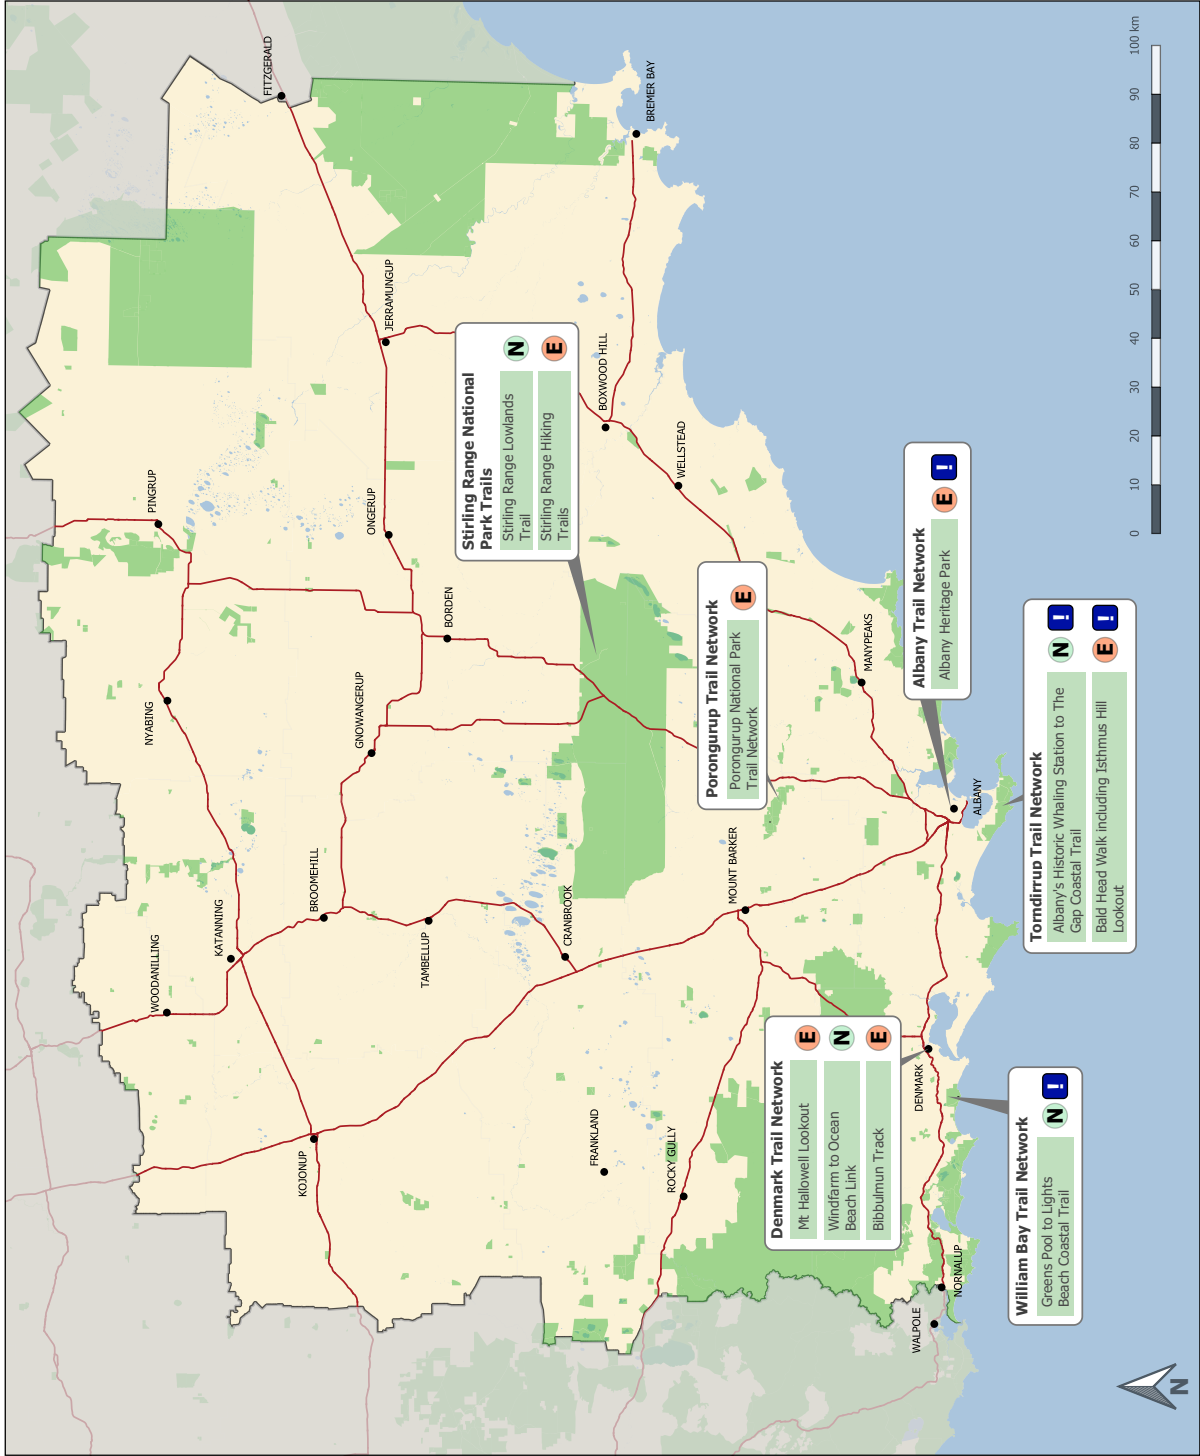 WOODANILLING
NYABING
PINGRUP
KATANNING
FITZGERALD
KOJONUP
BROOMEHILL
GNOWANGERUP
ONGERUP
JERRAMUNGUP
TAMBELLUP
BORDEN
Stirling Range National
Park Trails
Stirling Range Lowlands
Trail
N
Stirling Range Hiking
Trails
E
FRANKLAND
CRANBROOK
BOXWOOD HILL
BREMER BAY
ROCKY GULLY
MOUNT BARKER
WELLSTEAD
Porongurup Trail Network
Porongurup National Park
Trail Network
E
Denmark Trail Network
Mt Hallowell Lookout
E
Windfarm to Ocean
Beach Link
N
Bibbulmun Track
E
MANYPEAKS
Albany Trail Network
Albany Heritage Park
E
i
WALPOLE
NORNALUP
DENMARK
ALBANY
William Bay Trail Network
Greens Pool to Lights
Beach Coastal Trail
N
i
Torndirrup Trail Network
Albany's Historic Whaling Station to The
Gap Coastal Trail
N
i
Bald Head Walk including Isthmus Hill
Lookout
E
i
N
0 10 20 30 40 50 60 70 80 90 100 km